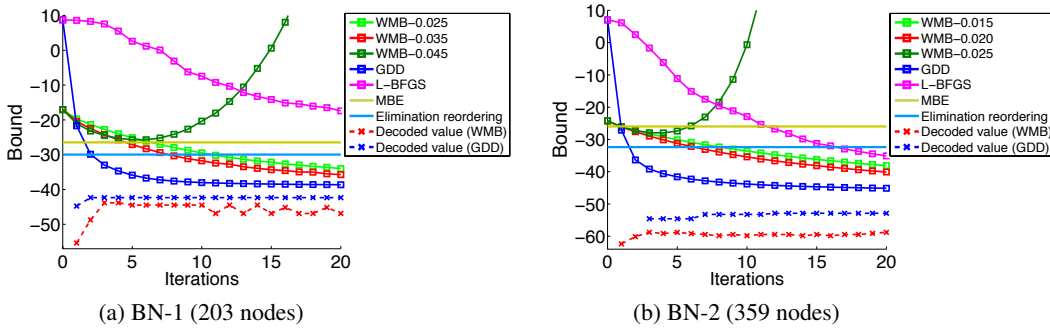 10
0
−10
−20
−30
−40
−50
Bound
0
5
10
15
20
Iterations
WMB−0.025
WMB−0.035
WMB−0.045
GDD
L−BFGS
MBE
Elimination reordering
Decoded value (WMB)
Decoded value (GDD)
(a) BN-1 (203 nodes)
10
0
−10
−20
−30
−40
−50
−60
Bound
0
5
10
15
20
Iterations
WMB−0.015
WMB−0.020
WMB−0.025
GDD
L−BFGS
MBE
Elimination reordering
Decoded value (WMB)
Decoded value (GDD)
(b) BN-2 (359 nodes)